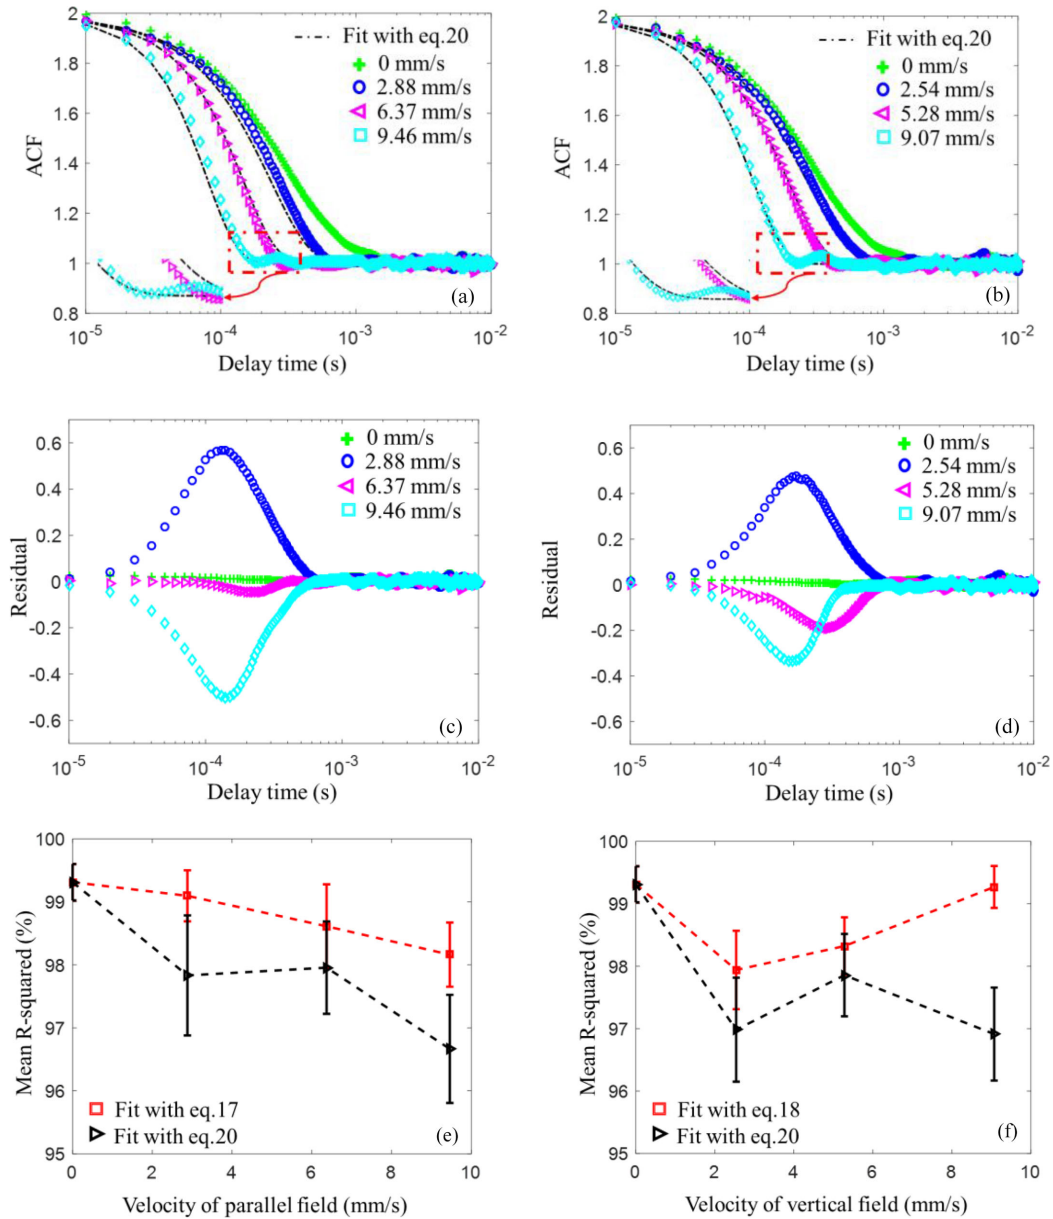 2
1.8
1.6
1.4
1.2
1
0.8
ACF
Fit with eq.20
0 mm/s
2.88 mm/s
6.37 mm/s
9.46 mm/s
(a)
10-5
10-4
10-3
10-2
Delay time (s)
2
1.8
1.6
1.4
1.2
1
0.8
ACF
Fit with eq.20
0 mm/s
2.54 mm/s
5.28 mm/s
9.07 mm/s
(b)
10-5
10-4
10-3
10-2
Delay time (s)
0.6
0.4
0.2
0
-0.2
-0.4
-0.6
Residual
0 mm/s
2.88 mm/s
6.37 mm/s
9.46 mm/s
(c)
10-5
10-4
10-3
10-2
Delay time (s)
0.6
0.4
0.2
0
-0.2
-0.4
-0.6
Residual
0 mm/s
2.54 mm/s
5.28 mm/s
9.07 mm/s
(d)
10-5
10-4
10-3
10-2
Delay time (s)
100
99
98
97
96
95
Mean R-squared (%)
Fit with eq.17
Fit with eq.20
(e)
0 2 4 6 8 10
Velocity of parallel field (mm/s)
100
99
98
97
96
95
Mean R-squared (%)
Fit with eq.18
Fit with eq.20
(f)
0 2 4 6 8 10
Velocity of vertical field (mm/s)